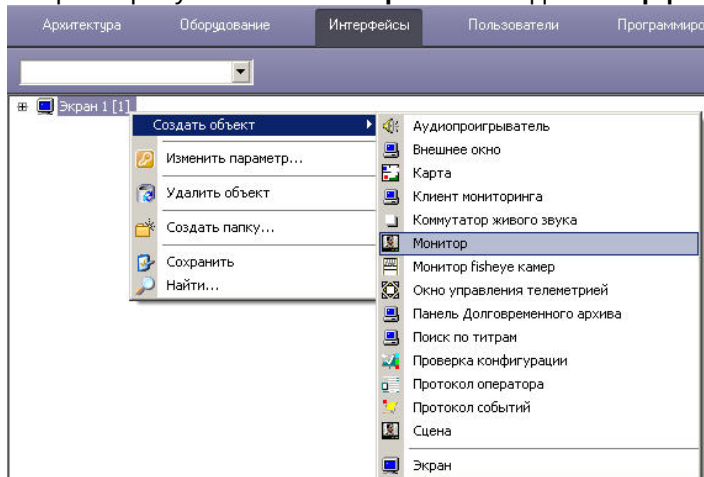 Архитектура Оборудование Интерфейсы Пользователи Программиро
Экран 1 [1]
Создать объект
Изменить параметр...
Удалить объект
Создать папку...
Сохранить
Найти...
Аудиопроигрыватель
Внешнее окно
Карта
Клиент мониторинга
Коммутатор живого звука
Монитор
Монитор fisheye камер
Окно управления телеметрией
Панель Долговременного архива
Поиск по титрам
Проверка конфигурации
Протокол оператора
Протокол событий
Сцена
Экран